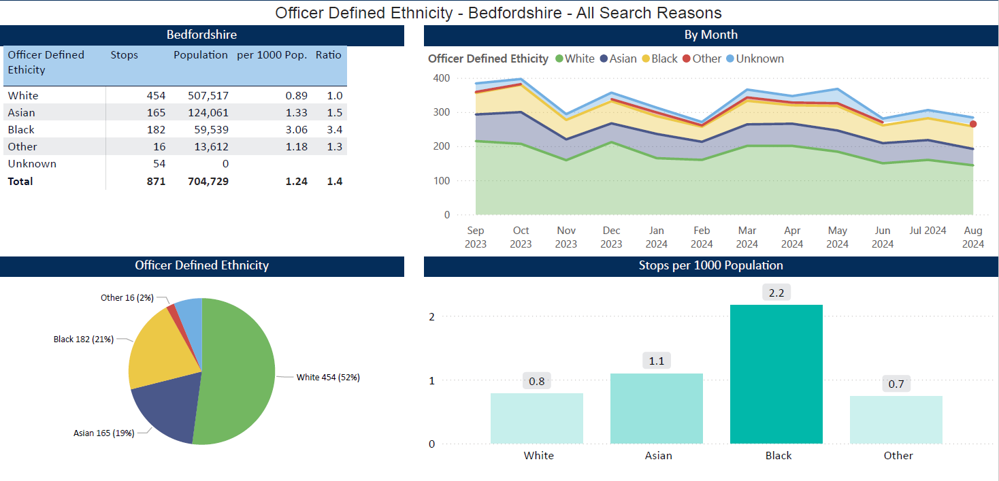 Officer Defined Ethnicity - Bedfordshire - All Search Reasons
Bedfordshire
Officer Defined Ethicity Stops Population per 1000 Pop. Ratio
White 454 507,517 0.89 1.0
Asian 165 124,061 1.33 1.5
Black 182 59,539 3.06 3.4
Other 16 13,612 1.18 1.3
Unknown 54 0
Total 871 704,729 1.24 1.4
By Month
Officer Defined Ethicity White Asian Black Other Unknown
400
300
200
100
0
Sep 2023 Oct 2023 Nov 2023 Dec 2023 Jan 2024 Feb 2024 Mar 2024 Apr 2024 May 2024 Jun 2024 Jul 2024 Aug 2024
Officer Defined Ethnicity
Other 16 (2%)
Black 182 (21%)
White 454 (52%)
Asian 165 (19%)
Stops per 1000 Population
2.2
2
1.1
0.8
0.7
1
0
White Asian Black Other